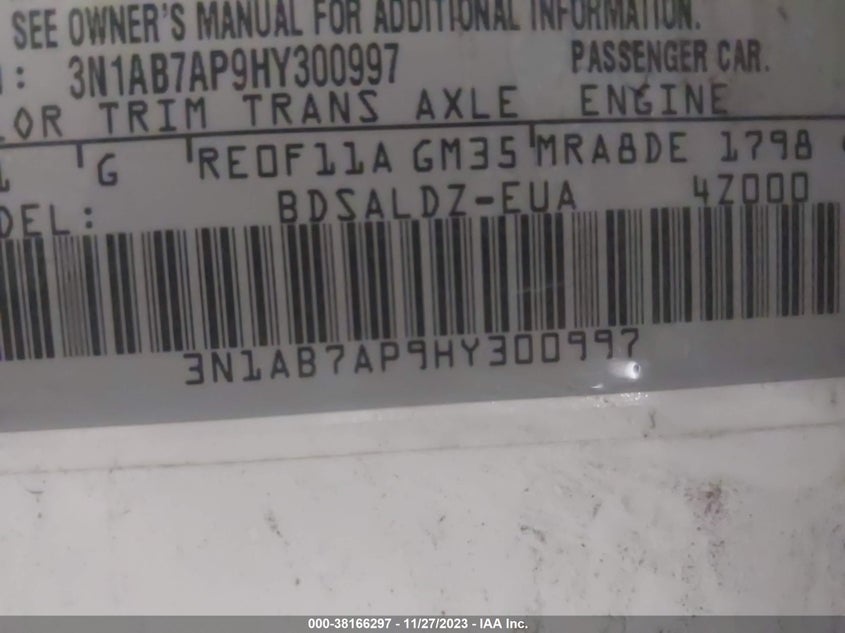 SEE OWNER'S MANUAL FOR ADDITIONAL INFORMATION.
: 3N1AB7AP9HY300997 PASSENGER CAR.
LOR TRIM TRANS AXLE ENGINE
G RE0F11A GM35 MRA8DE 1798
DEL: BDSALDZ-EUA 4Z000
3N1AB7AP9HY300997
000-38166297 - 11/27/2023 - IAA Inc.